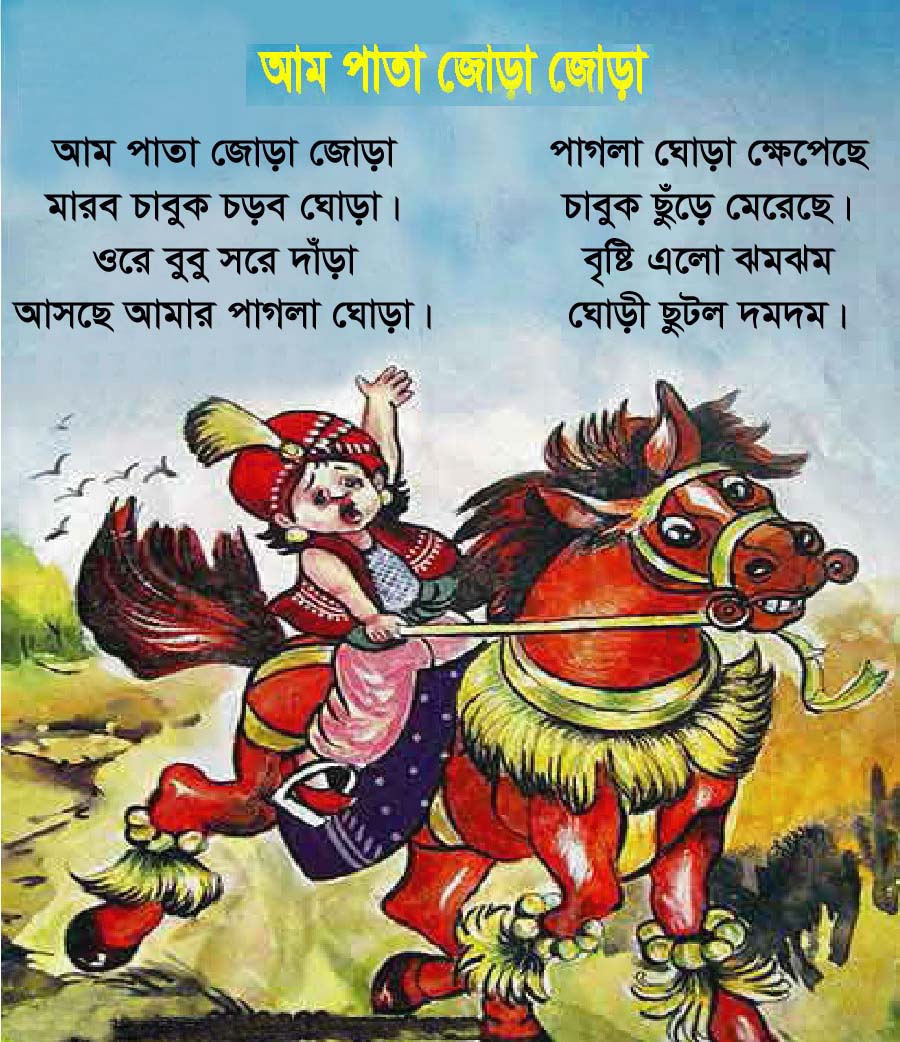 আম পাতা জোড়া জোড়া
আম পাতা জোড়া জোড়া
মারব চাবুক চড়ব ঘোড়া।
ওরে বুবু সরে দাঁড়া
আসছে আমার পাগলা ঘোড়া।
পাগলা ঘোড়া ক্ষেপেছে
চাবুক ছুঁড়ে মেরেছে।
বৃষ্টি এলো ঝমঝম
ঘোড়ী ছুটল দমদম।